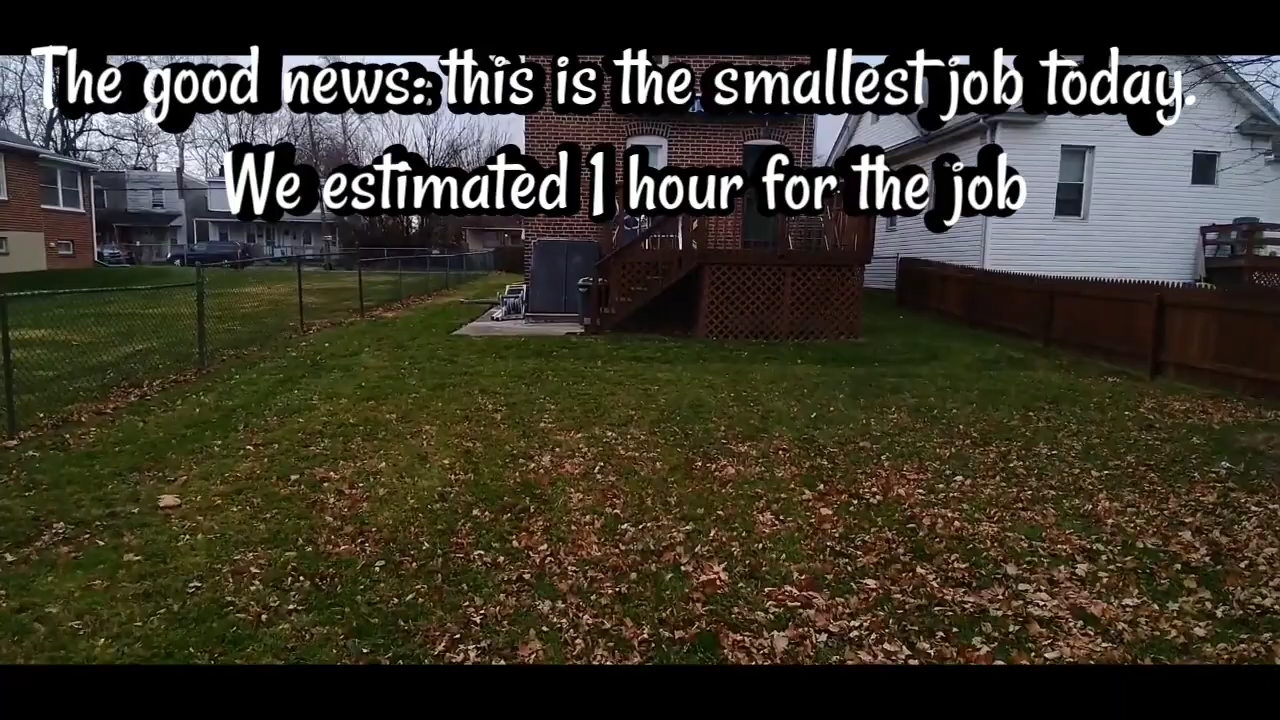 The good news: this is the smallest job today.
We estimated 1 hour for the job